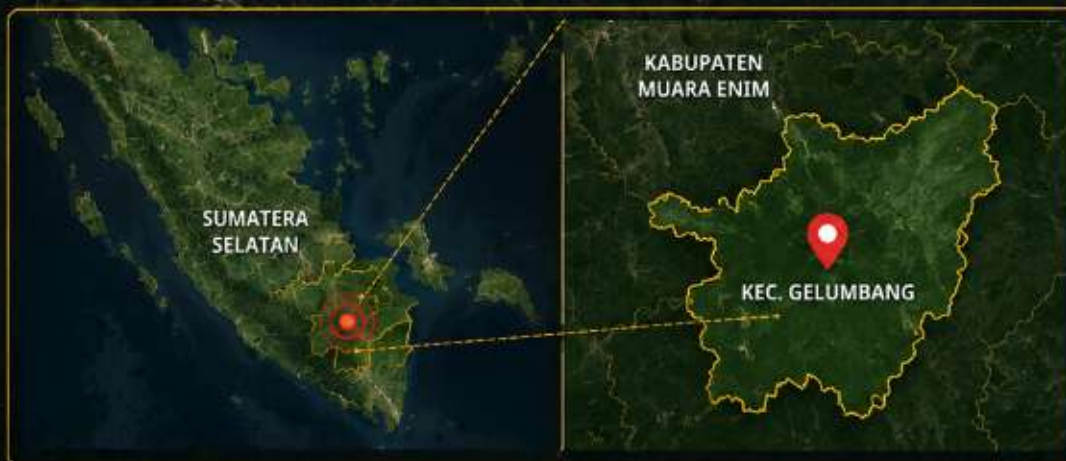 SUMATERA
SELATAN
KABUPATEN
MUARA ENIM
KEC. GELUMBANG